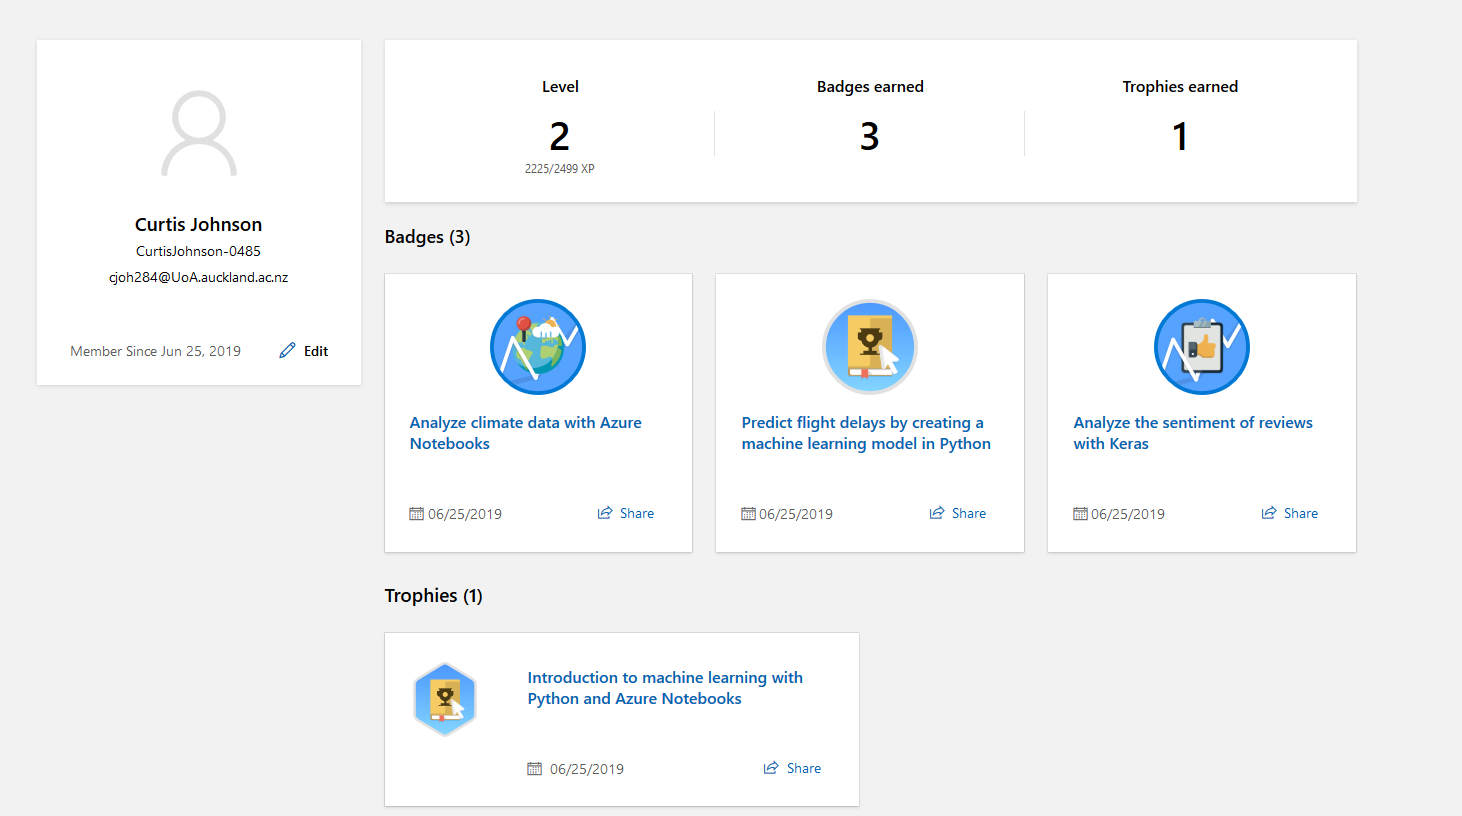 Curtis Johnson
CurtisJohnson-0485
cjoh284@UoA.auckland.ac.nz
Member Since Jun 25, 2019
Edit
Level
2
2225/2499 XP
Badges earned
3
Trophies earned
1
Badges (3)
Analyze climate data with Azure
Notebooks
06/25/2019
Share
Predict flight delays by creating a
machine learning model in Python
06/25/2019
Share
Analyze the sentiment of reviews
with Keras
06/25/2019
Share
Trophies (1)
Introduction to machine learning with
Python and Azure Notebooks
06/25/2019
Share